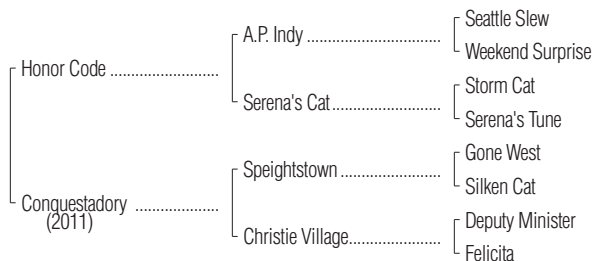 Seattle Slew
A.P. Indy
Weekend Surprise
Honor Code
Storm Cat
Serena's Cat
Serena's Tune
Gone West
Speightstown
Silken Cat
Conquestadory
(2011)
Deputy Minister
Christie Village
Felicita